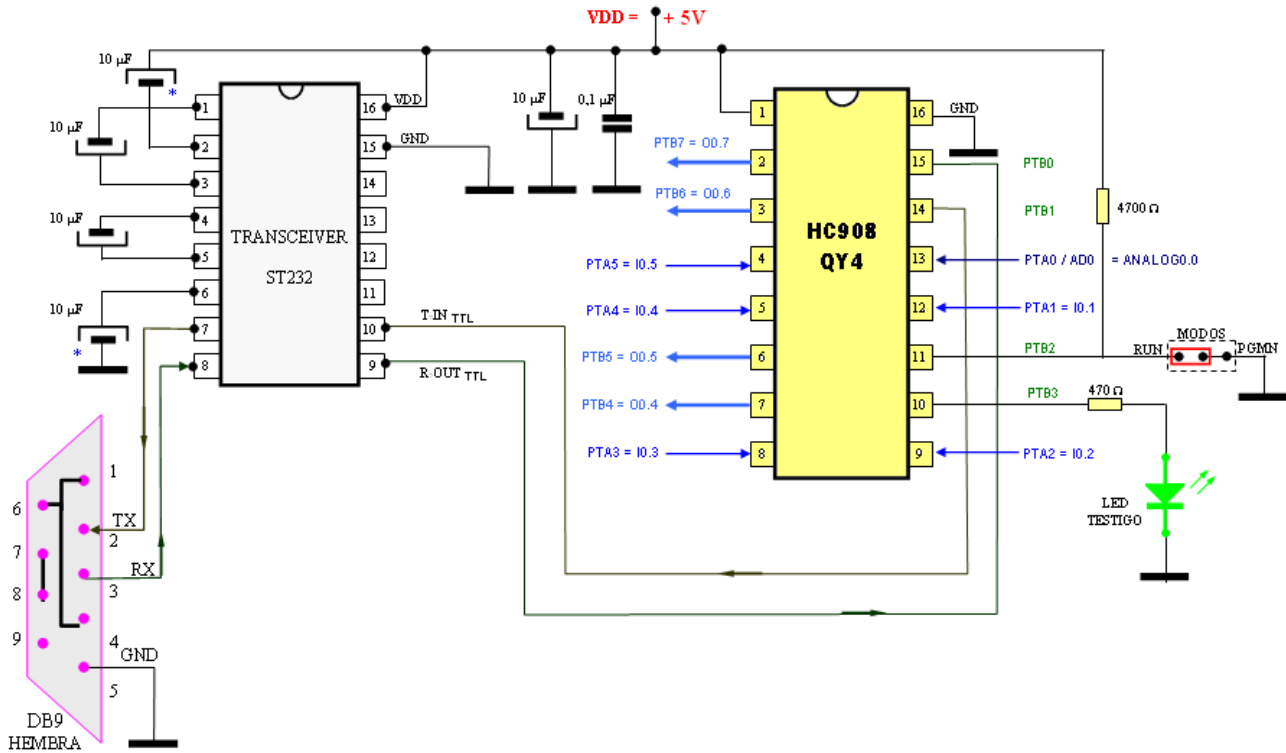 VDD = + 5V
10 µF
*
10 µF
10 µF
10 µF
*
1
2
3
4
5
6
7
8
16
15
14
13
12
11
10
9
VDD
GND
TRANSCEIVER
ST232
T-IN TTL
R-OUT TTL
10 µF
0,1 µF
PTB7 = O0.7
PTB6 = O0.6
PTA5 = I0.5
PTA4 = I0.4
PTB5 = O0.5
PTB4 = O0.4
PTA3 = I0.3
1
2
3
4
5
6
7
8
HC908
QY4
16
15
14
13
12
11
10
9
GND
PTB0
PTB1
PTA0 / AD0 = ANALOG0.0
PTA1 = I0.1
PTB2
PTB3
PTA2 = I0.2
4700 Ω
MODOS
RUN
PGMN
470 Ω
LED
TESTIGO
1
6
TX
2
7
RX
3
8
9
4
GND
5
DB9
HEMBRA